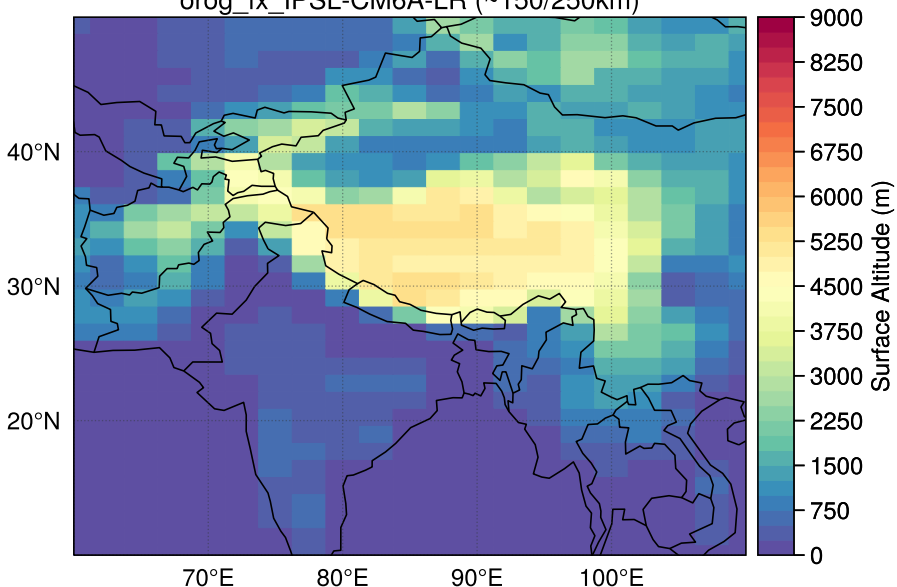 orog_fx_IPSL-CM6A-LR (~150/250km)
40°N
30°N
20°N
70°E
80°E
90°E
100°E
9000
8250
7500
6750
6000
5250
4500
3750
3000
2250
1500
750
0
Surface Altitude (m)